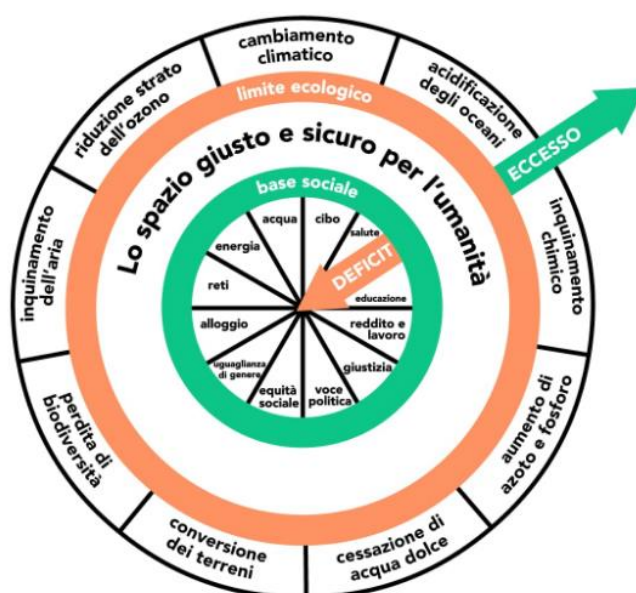 cambiamento
climatico
acidificazione
degli oceani
ECCESSO
inquinamento
chimico
aumento di
azoto e fosforo
cessazione di
acqua dolce
conversione
dei terreni
perdita di
biodiversità
inquinamento
dell'aria
riduzione strato
dell'ozono
limite ecologico
Lo spazio giusto e sicuro per l'umanità
base sociale
acqua
cibo
salute
DEFICIT
educazione
reddito e
lavoro
giustizia
voce
politica
equità
sociale
uguaglianza
di genere
alloggio
reti
energia